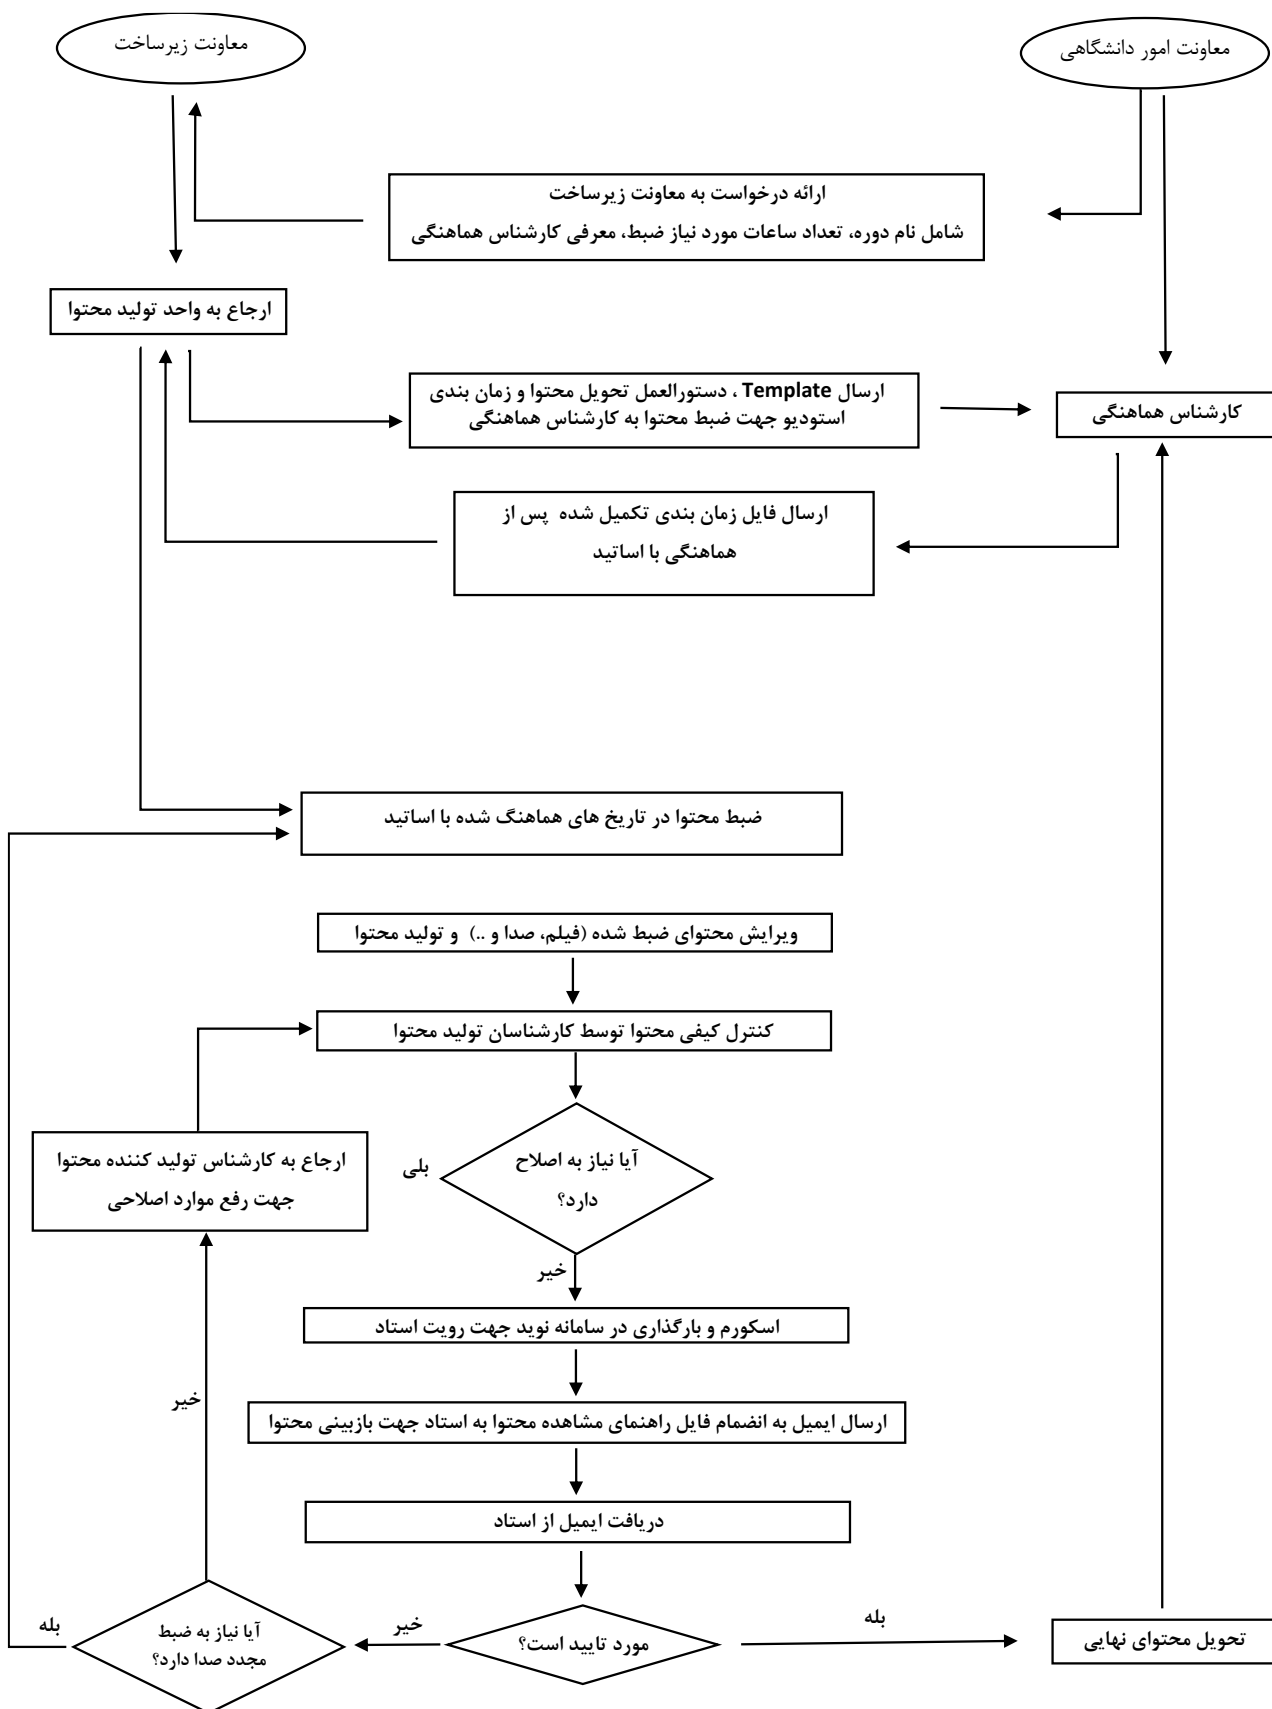 معاونت امور دانشگاهی
معاونت زیرساخت
ارائه درخواست به معاونت زیرساخت
شامل نام دوره، تعداد ساعات مورد نیاز ضبط، معرفی کارشناس هماهنگی
ارجاع به واحد تولید محتوا
ارسال Template ، دستورالعمل تحویل محتوا و زمان بندی
استودیو جهت ضبط محتوا به کارشناس هماهنگی
کارشناس هماهنگی
ارسال فایل زمان بندی تکمیل شده پس از
هماهنگی با اساتید
ضبط محتوا در تاریخ های هماهنگ شده با اساتید
ویرایش محتوای ضبط شده (فیلم، صدا و ..) و تولید محتوا
کنترل کیفی محتوا توسط کارشناسان تولید محتوا
آیا نیاز به اصلاح
دارد؟
بلی
ارجاع به کارشناس تولید کننده محتوا
جهت رفع موارد اصلاحی
خیر
اسکورم و بارگذاری در سامانه نوید جهت رویت استاد
خیر
ارسال ایمیل به انضمام فایل راهنمای مشاهده محتوا به استاد جهت بازبینی محتوا
دریافت ایمیل از استاد
بله
خیر
بله
تحویل محتوای نهایی
مورد تایید است؟
آیا نیاز به ضبط
مجدد صدا دارد؟